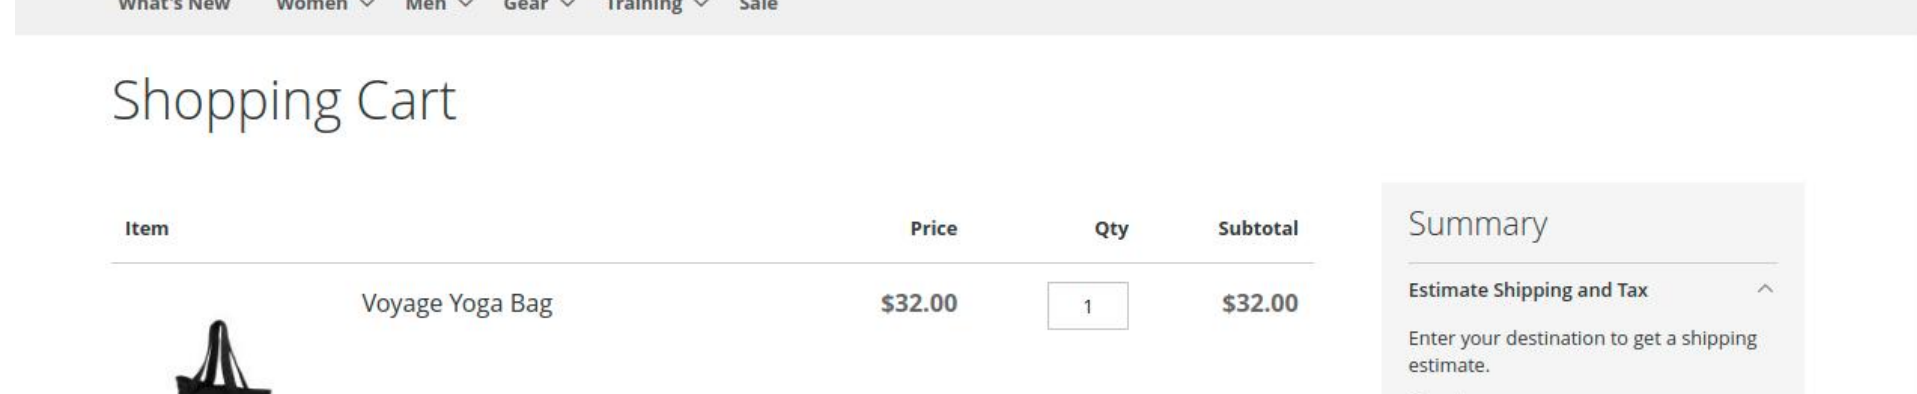 What's New Women Men Gear Training Sale
Shopping Cart
Item Price Qty Subtotal
Voyage Yoga Bag $32.00 1 $32.00
Summary
Estimate Shipping and Tax
Enter your destination to get a shipping
estimate.